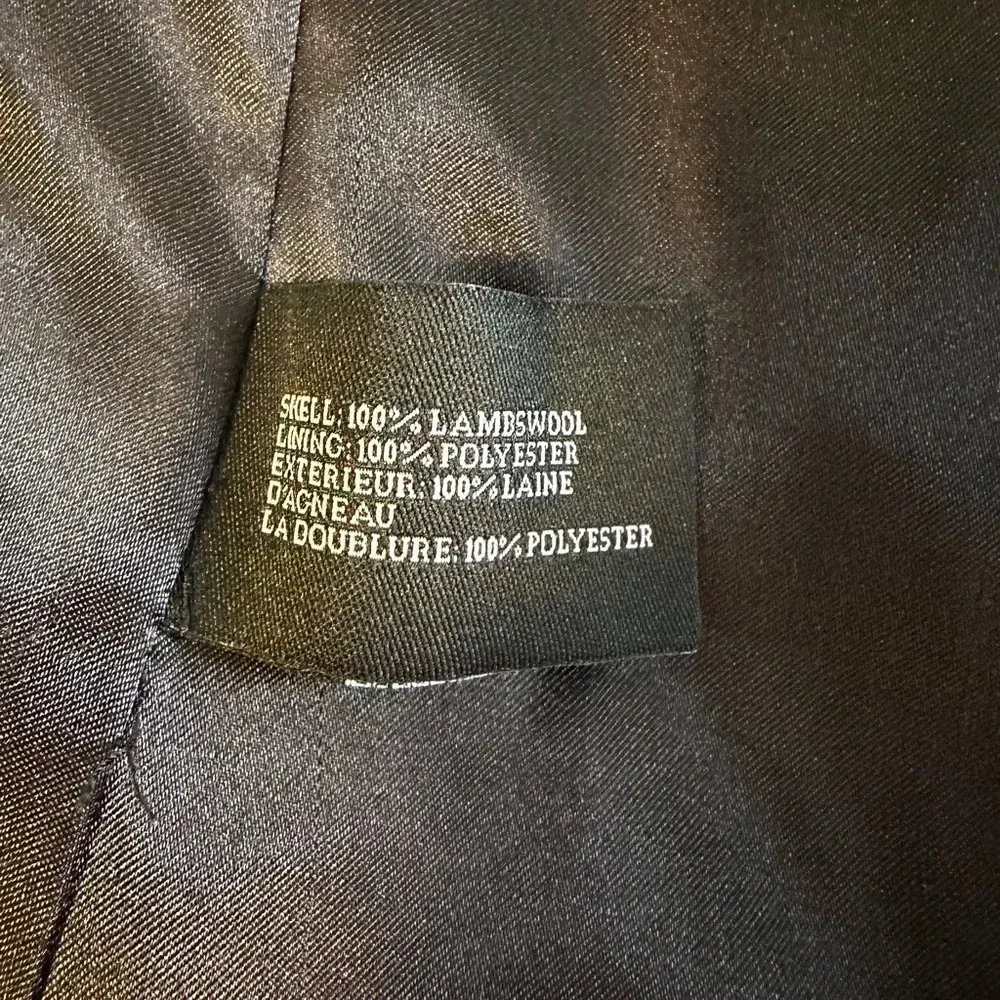 SHELL: 100% LAMBSWOOL
LINING: 100% POLYESTER
EXTERIEUR: 100% LAINE
D'AGNEAU
LA DOUBLURE: 100% POLYESTER